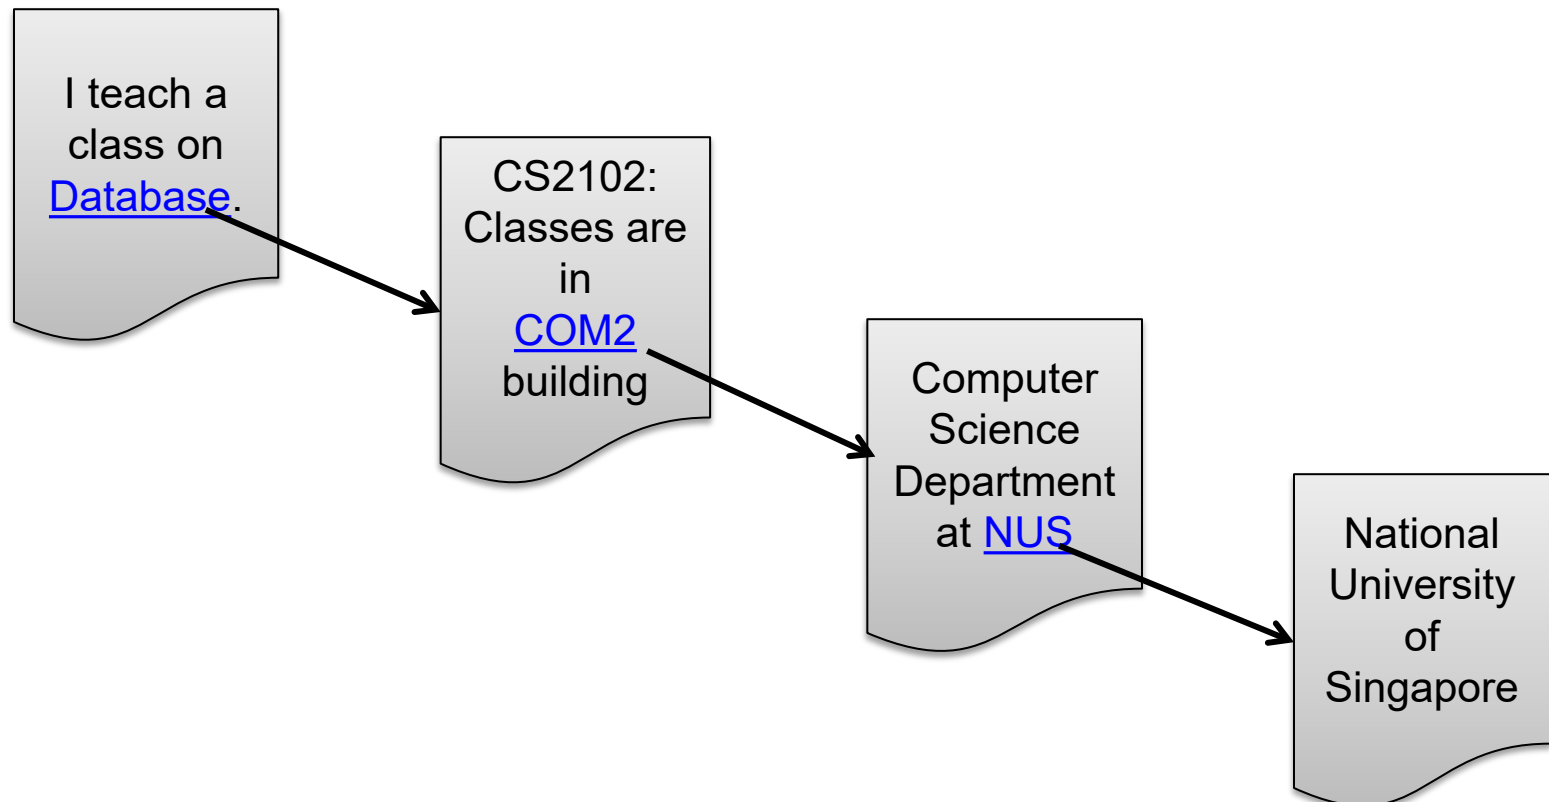 I teach a
class on
Database.
CS2102:
Classes are
in
COM2
building
Computer
Science
Department
at NUS
National
University
of
Singapore